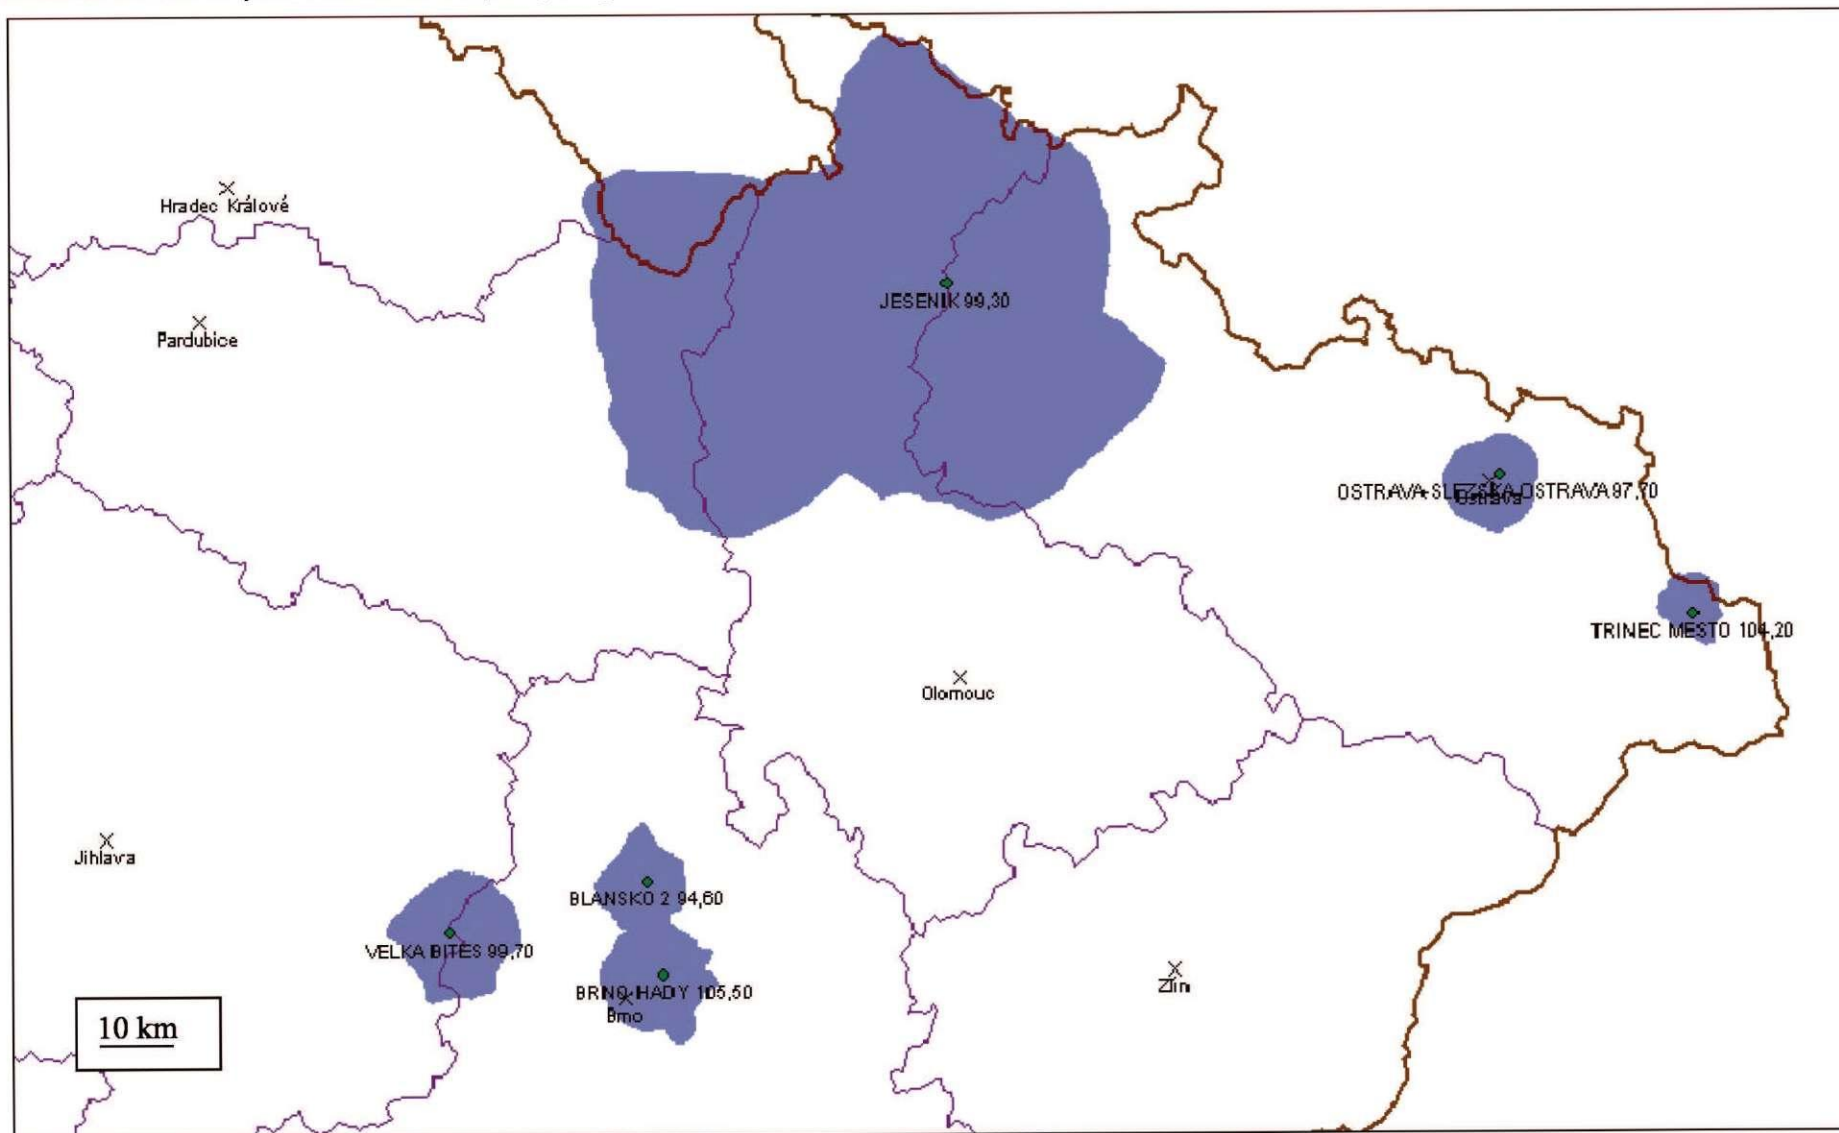 Hradec Králové
JESENIK 99,30
Pardubice
OSTRAVA-SLEZSKA OSTRAVA 97,70
Ostrava
TRINEC MESTO 104,20
Olomouc
Jihlava
BLANSKO 2 94,60
VELKA BITES 99,70
BRNO-HADY 105,50
Brno
Zlín
10 km